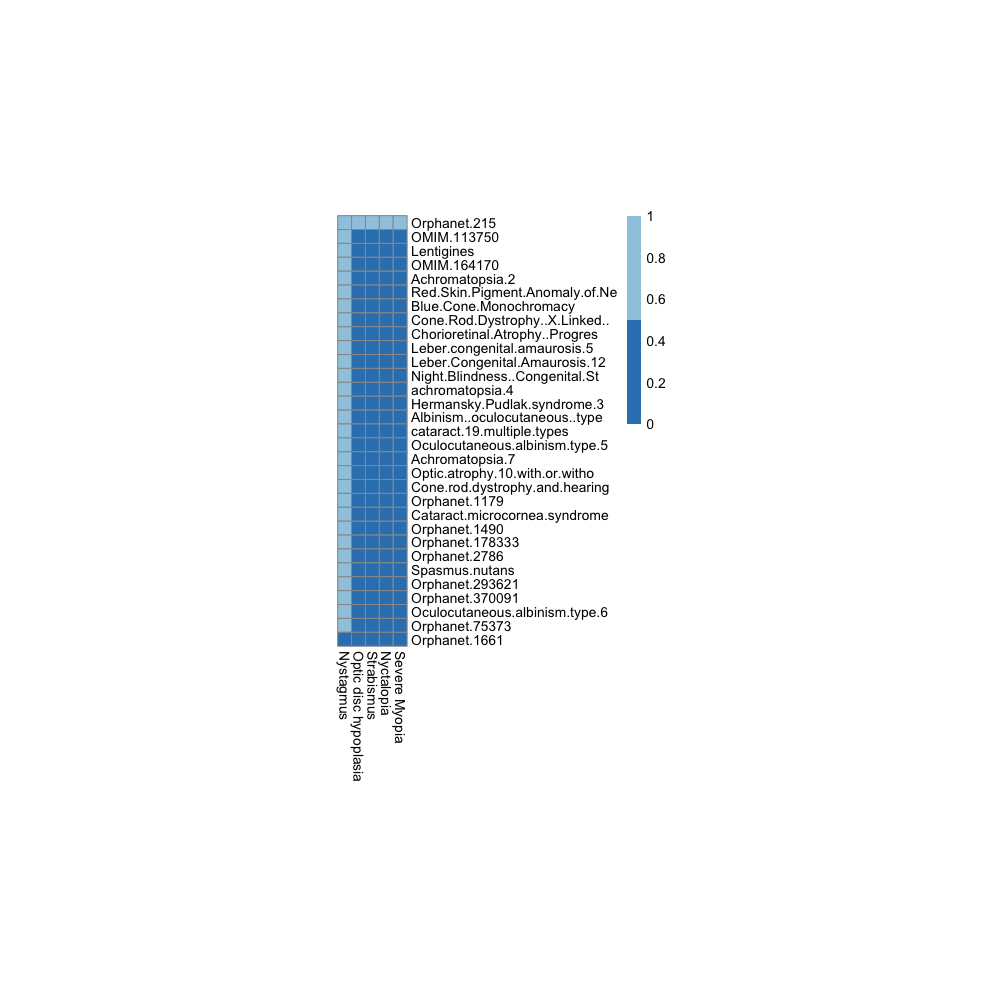 Orphanet.215
OMIM.113750
Lentigines
OMIM.164170
Achromatopsia.2
Red.Skin.Pigment.Anomaly.of.Ne
Blue.Cone.Monochromacy
Cone.Rod.Dystrophy..X.Linked..
Chorioretinal.Atrophy..Progres
Leber.congenital.amaurosis.5
Leber.Congenital.Amaurosis.12
Night.Blindness..Congenital.St
achromatopsia.4
Hermansky.Pudlak.syndrome.3
Albinism..oculocutaneous..type
cataract.19.multiple.types
Oculocutaneous.albinism.type.5
Achromatopsia.7
Optic.atrophy.10.with.or.witho
Cone.rod.dystrophy.and.hearing
Orphanet.1179
Cataract.microcornea.syndrome
Orphanet.1490
Orphanet.178333
Orphanet.2786
Spasmus.nutans
Orphanet.293621
Orphanet.370091
Oculocutaneous.albinism.type.6
Orphanet.75373
Orphanet.1661
1
0.8
0.6
0.4
0.2
0
Nystagmus
Optic disc hypoplasia
Strabismus
Nyctalopia
Severe Myopia